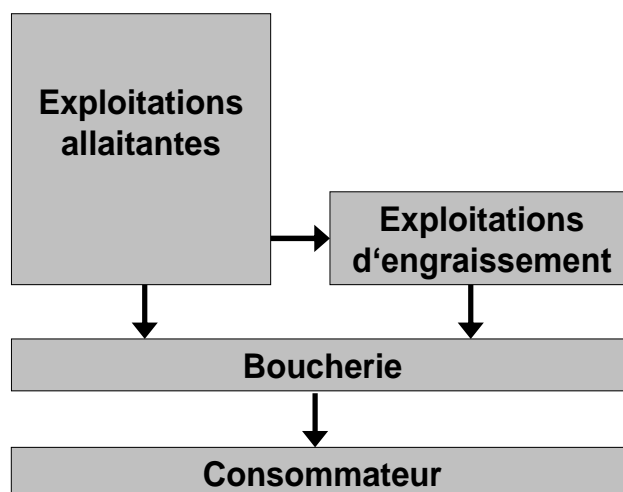 Exploitations
allaitantes
Exploitations
d‘engraissement
Boucherie
Consommateur